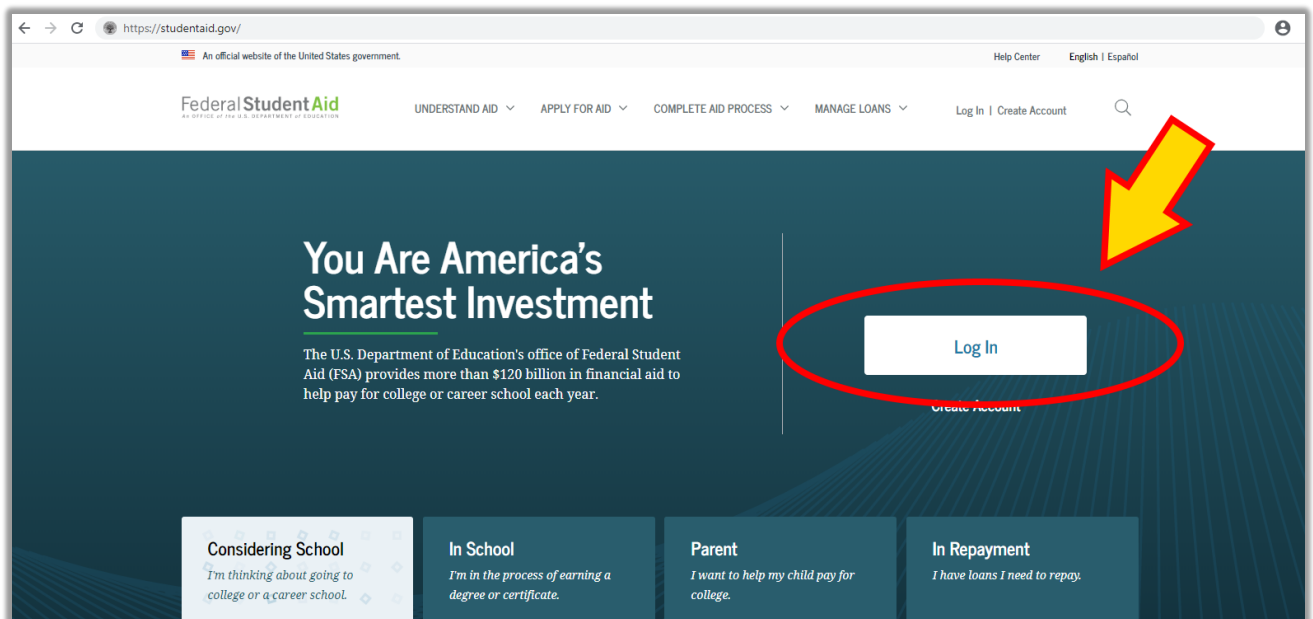 https://studentaid.gov/
An official website of the United States government.
Help Center English | Español
Federal Student Aid
An OFFICE of the U.S. DEPARTMENT of EDUCATION
UNDERSTAND AID APPLY FOR AID COMPLETE AID PROCESS MANAGE LOANS Log In | Create Account
You Are America's
Smartest Investment
The U.S. Department of Education's office of Federal Student
Aid (FSA) provides more than $120 billion in financial aid to
help pay for college or career school each year.
Log In
Create Account
Considering School
I'm thinking about going to
college or a career school.
In School
I'm in the process of earning a
degree or certificate.
Parent
I want to help my child pay for
college.
In Repayment
I have loans I need to repay.